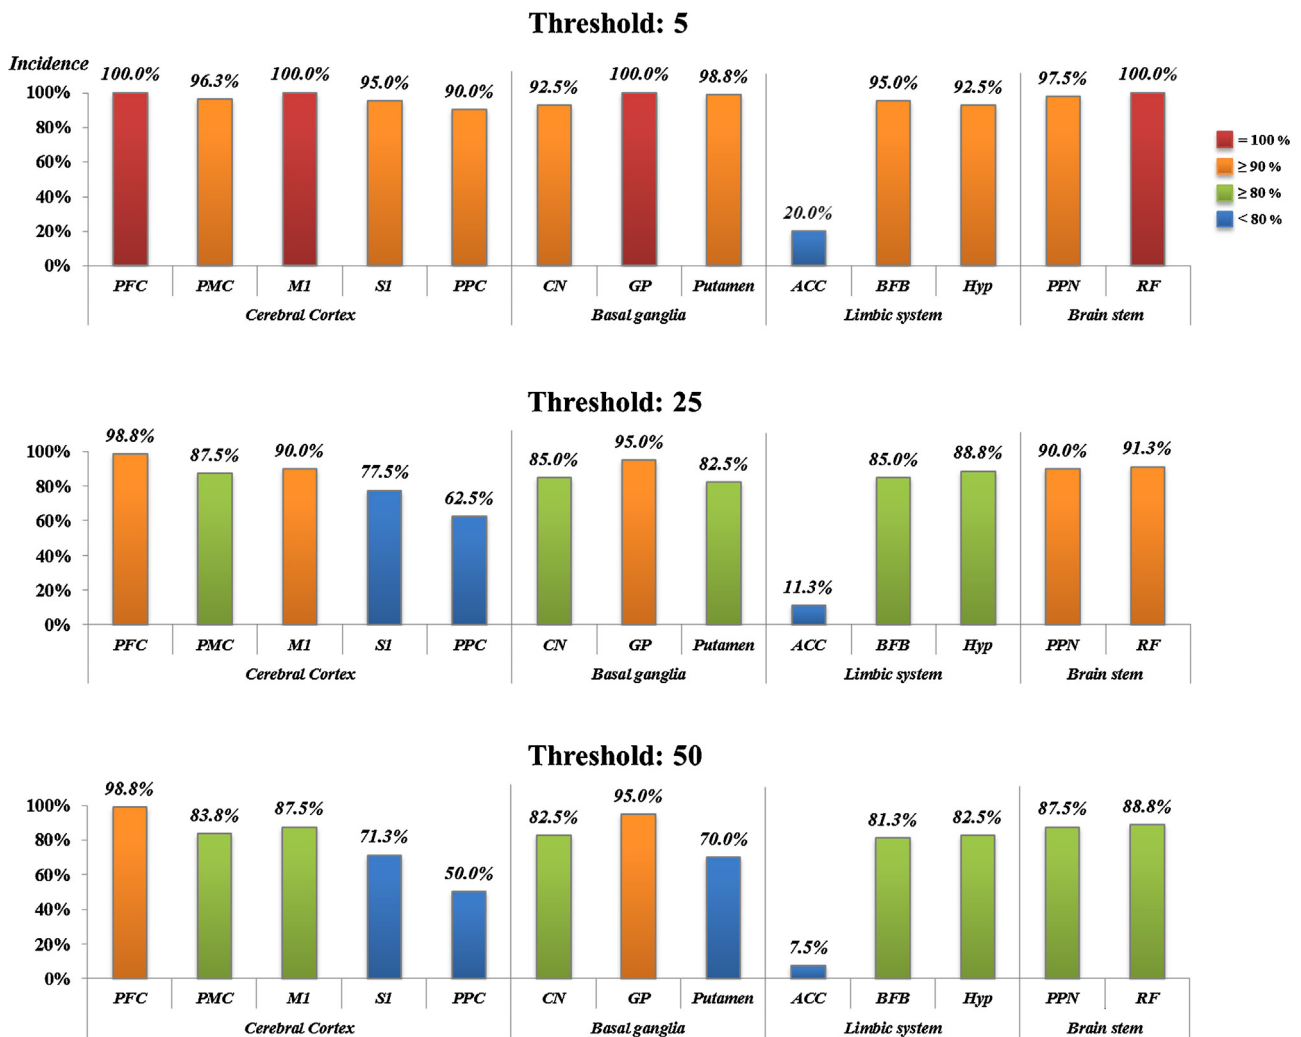 Threshold: 5
Incidence
100.0% 96.3% 100.0% 95.0% 90.0% 92.5% 100.0% 98.8% 20.0% 95.0% 92.5% 97.5% 100.0%
100%
80%
60%
40%
20%
0%
= 100 %
≥ 90 %
≥ 80 %
< 80 %
PFC PMC M1 S1 PPC CN GP Putamen ACC BFB Hyp PPN RF
Cerebral Cortex Basal ganglia Limbic system Brain stem
Threshold: 25
98.8% 87.5% 90.0% 77.5% 62.5% 85.0% 95.0% 82.5% 11.3% 85.0% 88.8% 90.0% 91.3%
100%
80%
60%
40%
20%
0%
PFC PMC M1 S1 PPC CN GP Putamen ACC BFB Hyp PPN RF
Cerebral Cortex Basal ganglia Limbic system Brain stem
Threshold: 50
98.8% 83.8% 87.5% 71.3% 50.0% 82.5% 95.0% 70.0% 7.5% 81.3% 82.5% 87.5% 88.8%
100%
80%
60%
40%
20%
0%
PFC PMC M1 S1 PPC CN GP Putamen ACC BFB Hyp PPN RF
Cerebral Cortex Basal ganglia Limbic system Brain stem